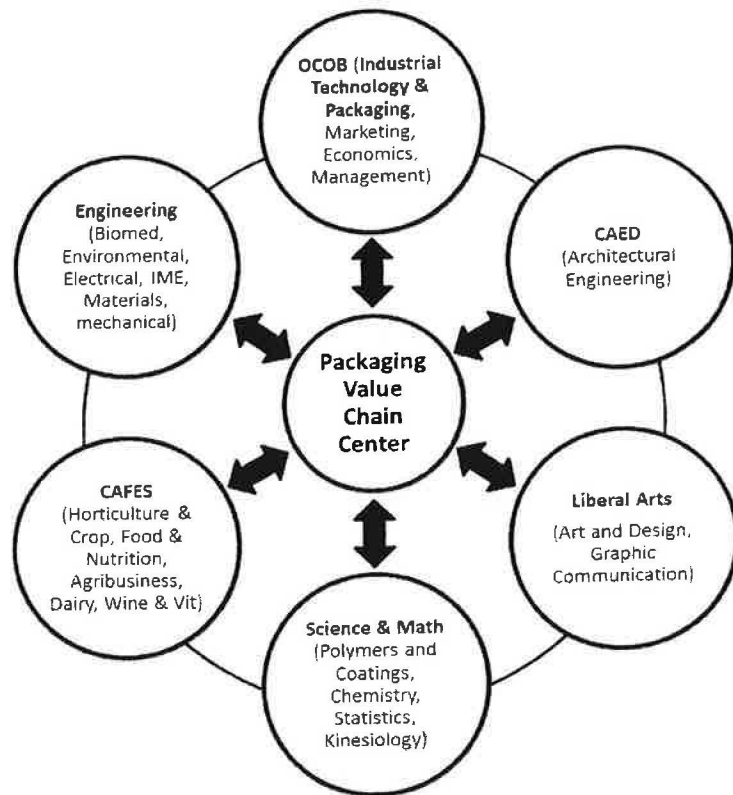 OCOB (Industrial
Technology &
Packaging,
Marketing,
Economics,
Management)
CAED
(Architectural
Engineering)
Liberal Arts
(Art and Design,
Graphic
Communication)
Science & Math
(Polymers and
Coatings,
Chemistry,
Statistics,
Kinesiology)
CAFES
(Horticulture &
Crop, Food &
Nutrition,
Agribusiness,
Dairy, Wine & Vit)
Engineering
(Biomed,
Environmental,
Electrical, IME,
Materials,
mechanical)
Packaging
Value
Chain
Center